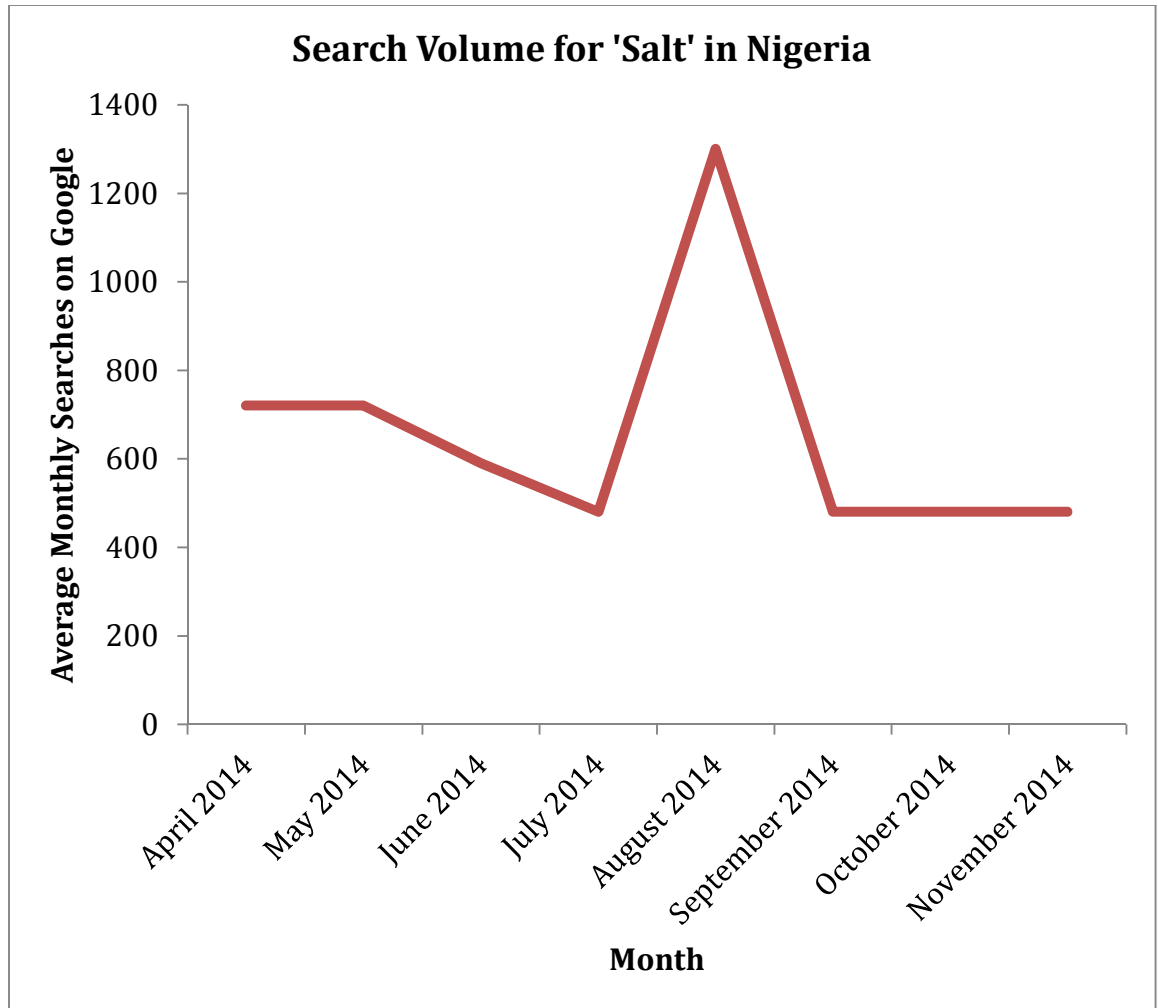 Search Volume for 'Salt' in Nigeria
Average Monthly Searches on Google
1400
1200
1000
800
600
400
200
0
April 2014
May 2014
June 2014
July 2014
August 2014
September 2014
October 2014
November 2014
Month